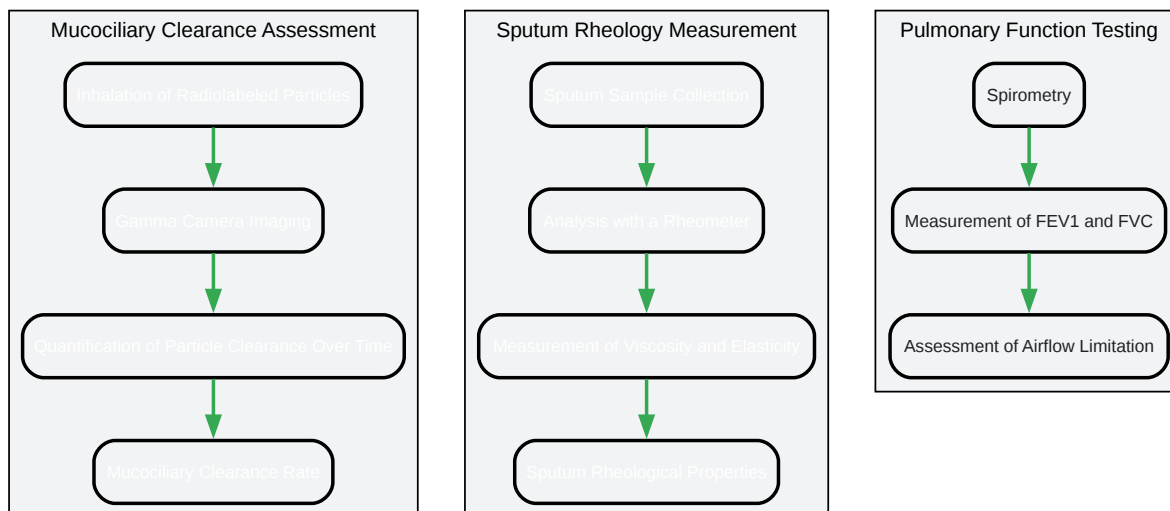 Mucociliary Clearance Assessment
Inhalation of Radiolabeled Particles
Gamma Camera Imaging
Quantification of Particle Clearance Over Time
Mucociliary Clearance Rate
Sputum Rheology Measurement
Sputum Sample Collection
Analysis with a Rheometer
Measurement of Viscosity and Elasticity
Sputum Rheological Properties
Pulmonary Function Testing
Spirometry
Measurement of FEV1 and FVC
Assessment of Airflow Limitation